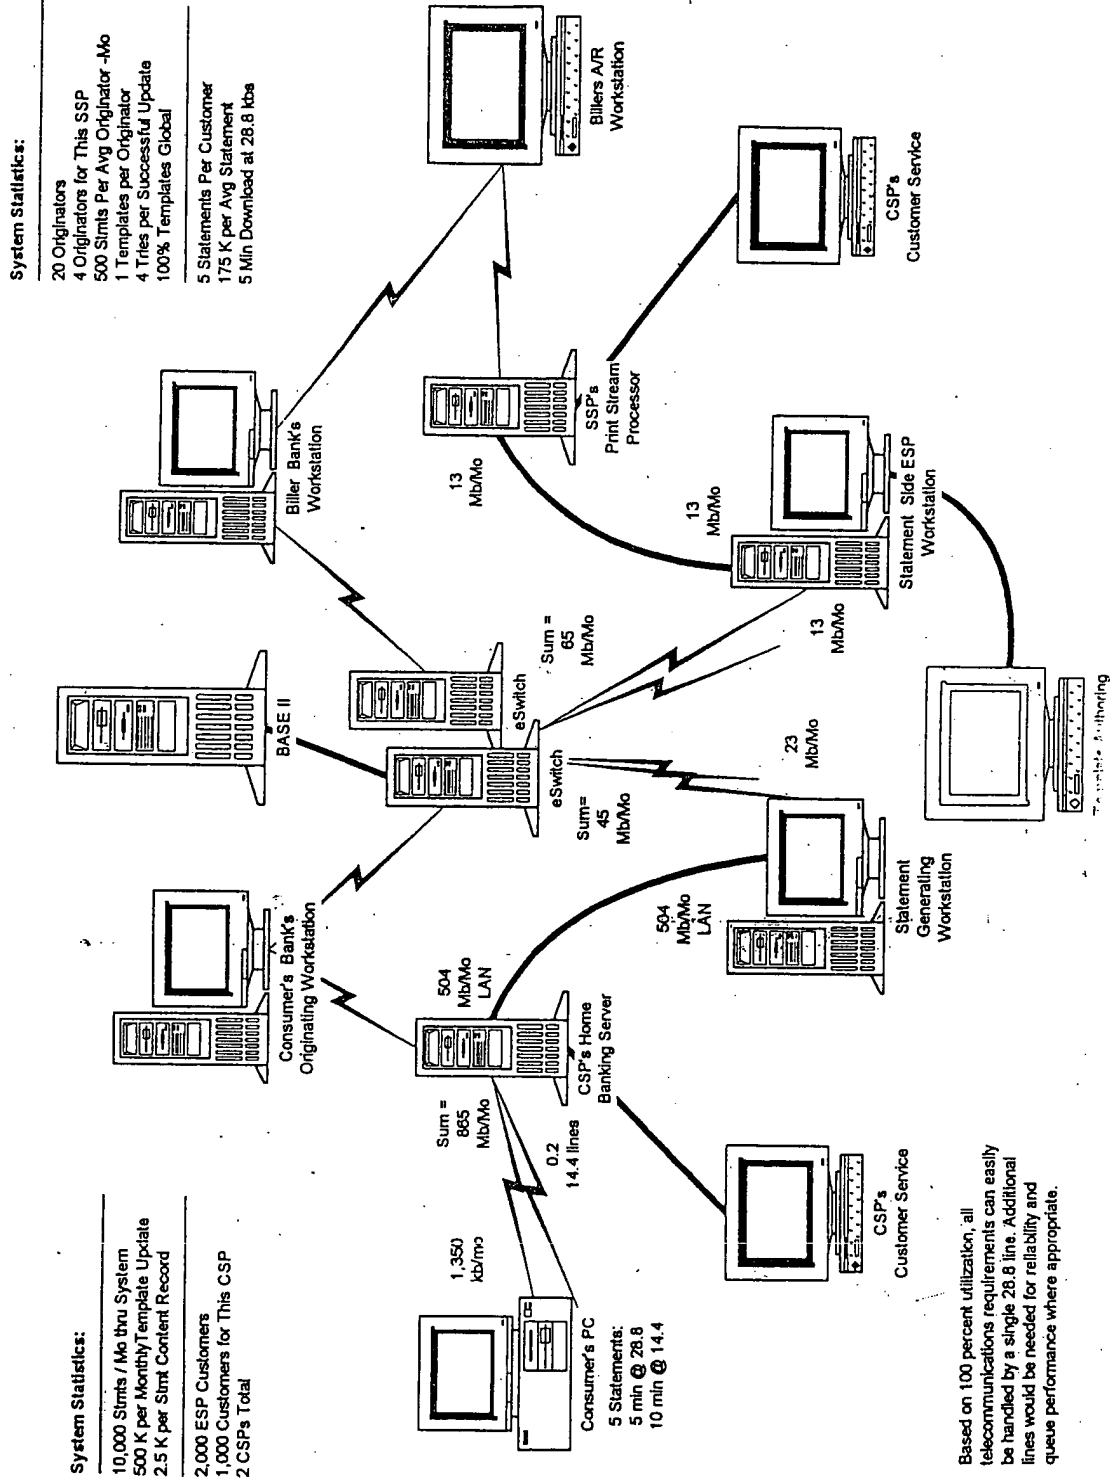 System Statistics:
10,000 Stmts / Mo thru System
500 K per MonthlyTemplate Update
2.5 K per Stmt Content Record
2,000 ESP Customers
1,000 Customers for This CSP
2 CSPs Total
System Statistics:
20 Originators
4 Originators for This SSP
500 Stmts Per Avg Originator -Mo
1 Templates per Originator
4 Tries per Successful Update
100% Templates Global
5 Statements Per Customer
175 K per Avg Statement
5 Min Download at 28.8 kbs
Consumer's Bank's
Originating Workstation
BASE II
Biller Bank's
Workstation
eSwitch
eSwitch
Sum =
65
Mb/Mo
Sum=
45
Mb/Mo
Billers A/R
Workstation
1,350
kb/mo
Sum =
865
Mb/Mo
0.2
14.4 lines
504
Mb/Mo
LAN
CSP's Home
Banking Server
Consumer's PC
5 Statements:
5 min @ 28.8
10 min @ 14.4
13
Mb/Mo
SSP's
Print Stream
Processor
504
Mb/Mo
LAN
23
Mb/Mo
13
Mb/Mo
13
Mb/Mo
CSP's
Customer Service
Statement
Generating
Workstation
Statement Side ESP
Workstation
CSP's
Customer Service
Authoring
Based on 100 percent utilization, all
telecommunications requirements can easily
be handled by a single 28.8 line. Additional
lines would be needed for reliability and
queue performance where appropriate.